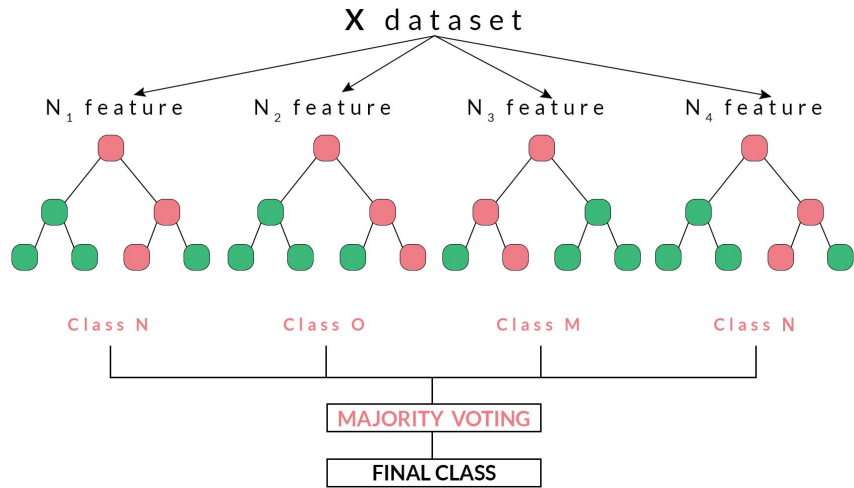 X dataset
N₁ feature
N₂ feature
N₃ feature
N₄ feature
Class N
Class O
Class M
Class N
MAJORITY VOTING
FINAL CLASS